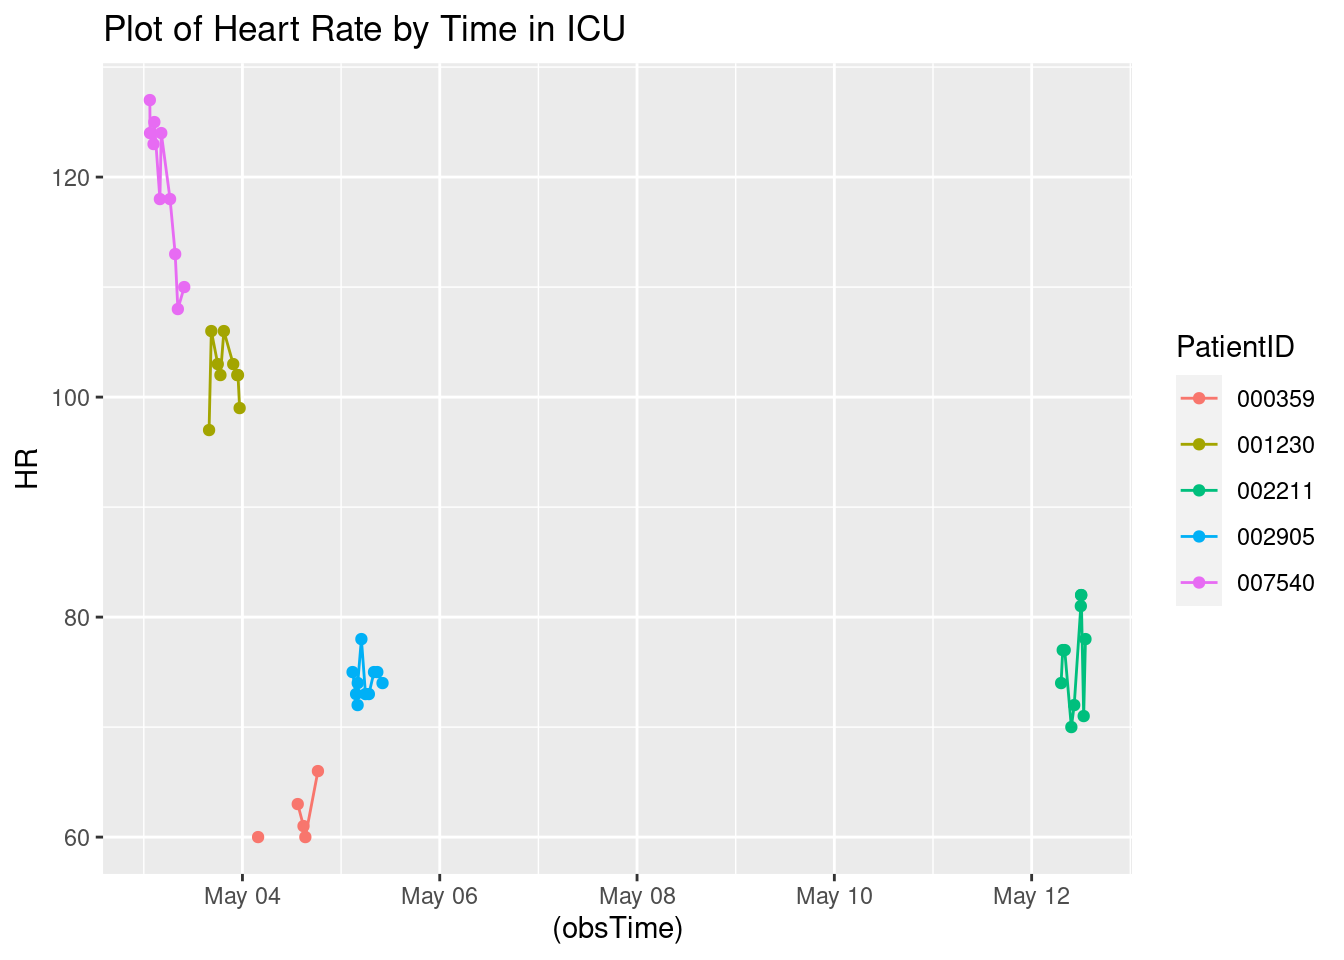 Plot of Heart Rate by Time in ICU
120
100
80
60
HR
May 04
May 06
May 08
May 10
May 12
(obsTime)
PatientID
000359
001230
002211
002905
007540